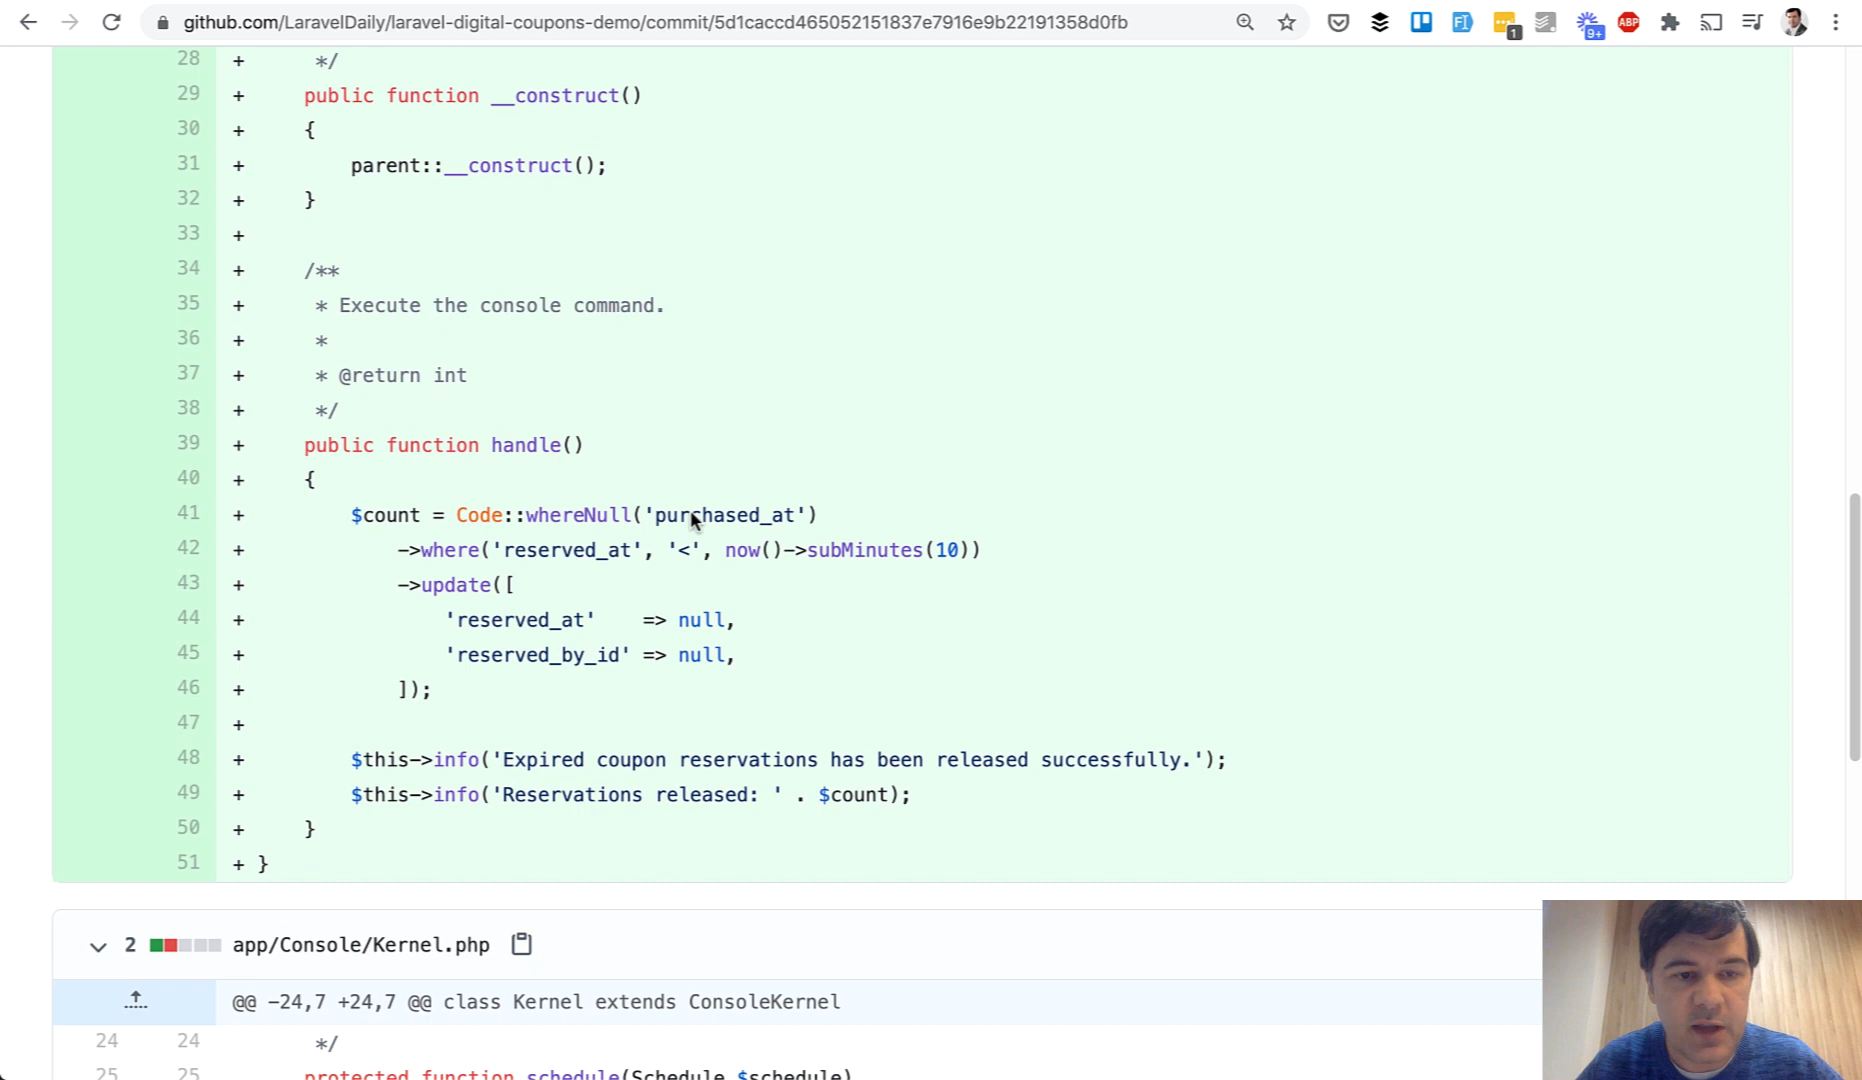 github.com/LaravelDaily/laravel-digital-coupons-demo/commit/5d1caccd465052151837e7916e9b22191358d0fb
1
9+
ABP
28 + */
29 + public function __construct()
30 + {
31 + parent::__construct();
32 + }
33 +
34 + /**
35 + * Execute the console command.
36 + *
37 + * @return int
38 + */
39 + public function handle()
40 + {
41 + $count = Code::whereNull('purchased_at')
42 + ->where('reserved_at', '<', now()->subMinutes(10))
43 + ->update([
44 + 'reserved_at' => null,
45 + 'reserved_by_id' => null,
46 + ]);
47 +
48 + $this->info('Expired coupon reservations has been released successfully.');
49 + $this->info('Reservations released: ' . $count);
50 + }
51 + }
2 app/Console/Kernel.php
@@ -24,7 +24,7 @@ class Kernel extends ConsoleKernel
24 24 */
25 25 protected function schedule(Schedule $schedule)